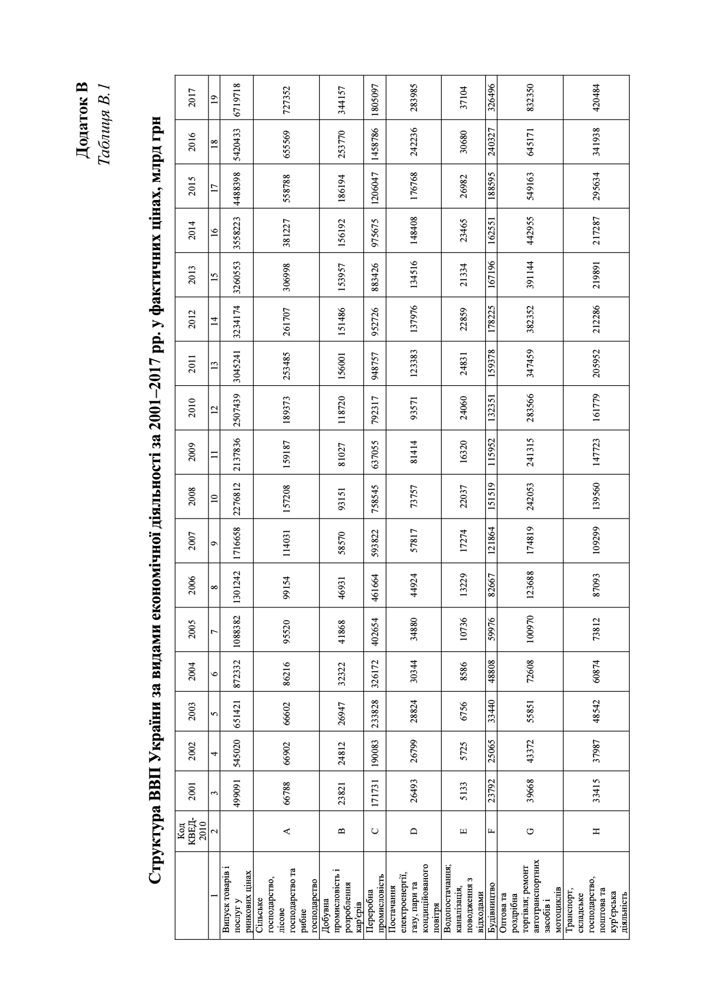 Додаток В
Таблиця В.1
Структура ВВП України за видами економічної діяльності за 2001–2017 рр. у фактичних цінах, млрд грн
Код КВЕД-2010 2001 2002 2003 2004 2005 2006 2007 2008 2009 2010 2011 2012 2013 2014 2015 2016 2017
1 2 3 4 5 6 7 8 9 10 11 12 13 14 15 16 17 18 19
Випуск товарів і послуг у ринкових цінах 499091 545020 651421 872332 1088382 1301242 1716658 2276812 2137836 2507439 3045241 3234174 3260553 3558223 4488398 5420433 6719718
Сільське господарство, лісове господарство та рибне господарство A 66788 66902 66602 86216 95520 99154 114031 157208 159187 189373 253485 261707 306998 381227 558788 655569 727352
Добувна промисловість і розроблення кар'єрів B 23821 24812 26947 32322 41868 46931 58570 93151 81027 118720 156001 151486 153957 156192 186194 253770 344157
Переробна промисловість C 171731 190083 233828 326172 402654 461664 593822 758545 637055 792317 948757 952726 883426 975675 1206047 1458786 1805097
Постачання електроенергії, газу, пари та кондиційованого повітря D 26493 26799 28824 30344 34880 44924 57817 73757 81414 93571 123383 137976 134516 148408 176768 242236 283985
Водопостачання; каналізація, поводження з відходами E 5133 5725 6756 8586 10736 13229 17274 22037 16320 24060 24831 22859 21334 23465 26982 30680 37104
Будівництво F 23792 25065 33440 48808 59976 82667 121864 151519 115952 132351 159378 178225 167196 162551 188595 240327 326496
Оптова та роздрібна торгівля; ремонт автотранспортних засобів і мотоциклів G 39668 43372 55851 72608 100970 123688 174819 242053 241315 283566 347459 382352 391144 442955 549163 645171 832350
Транспорт, складське господарство, поштова та кур'єрська діяльність H 33415 37987 48542 60874 73812 87093 109299 139560 147723 161779 205952 212286 219891 217287 295634 341938 420484